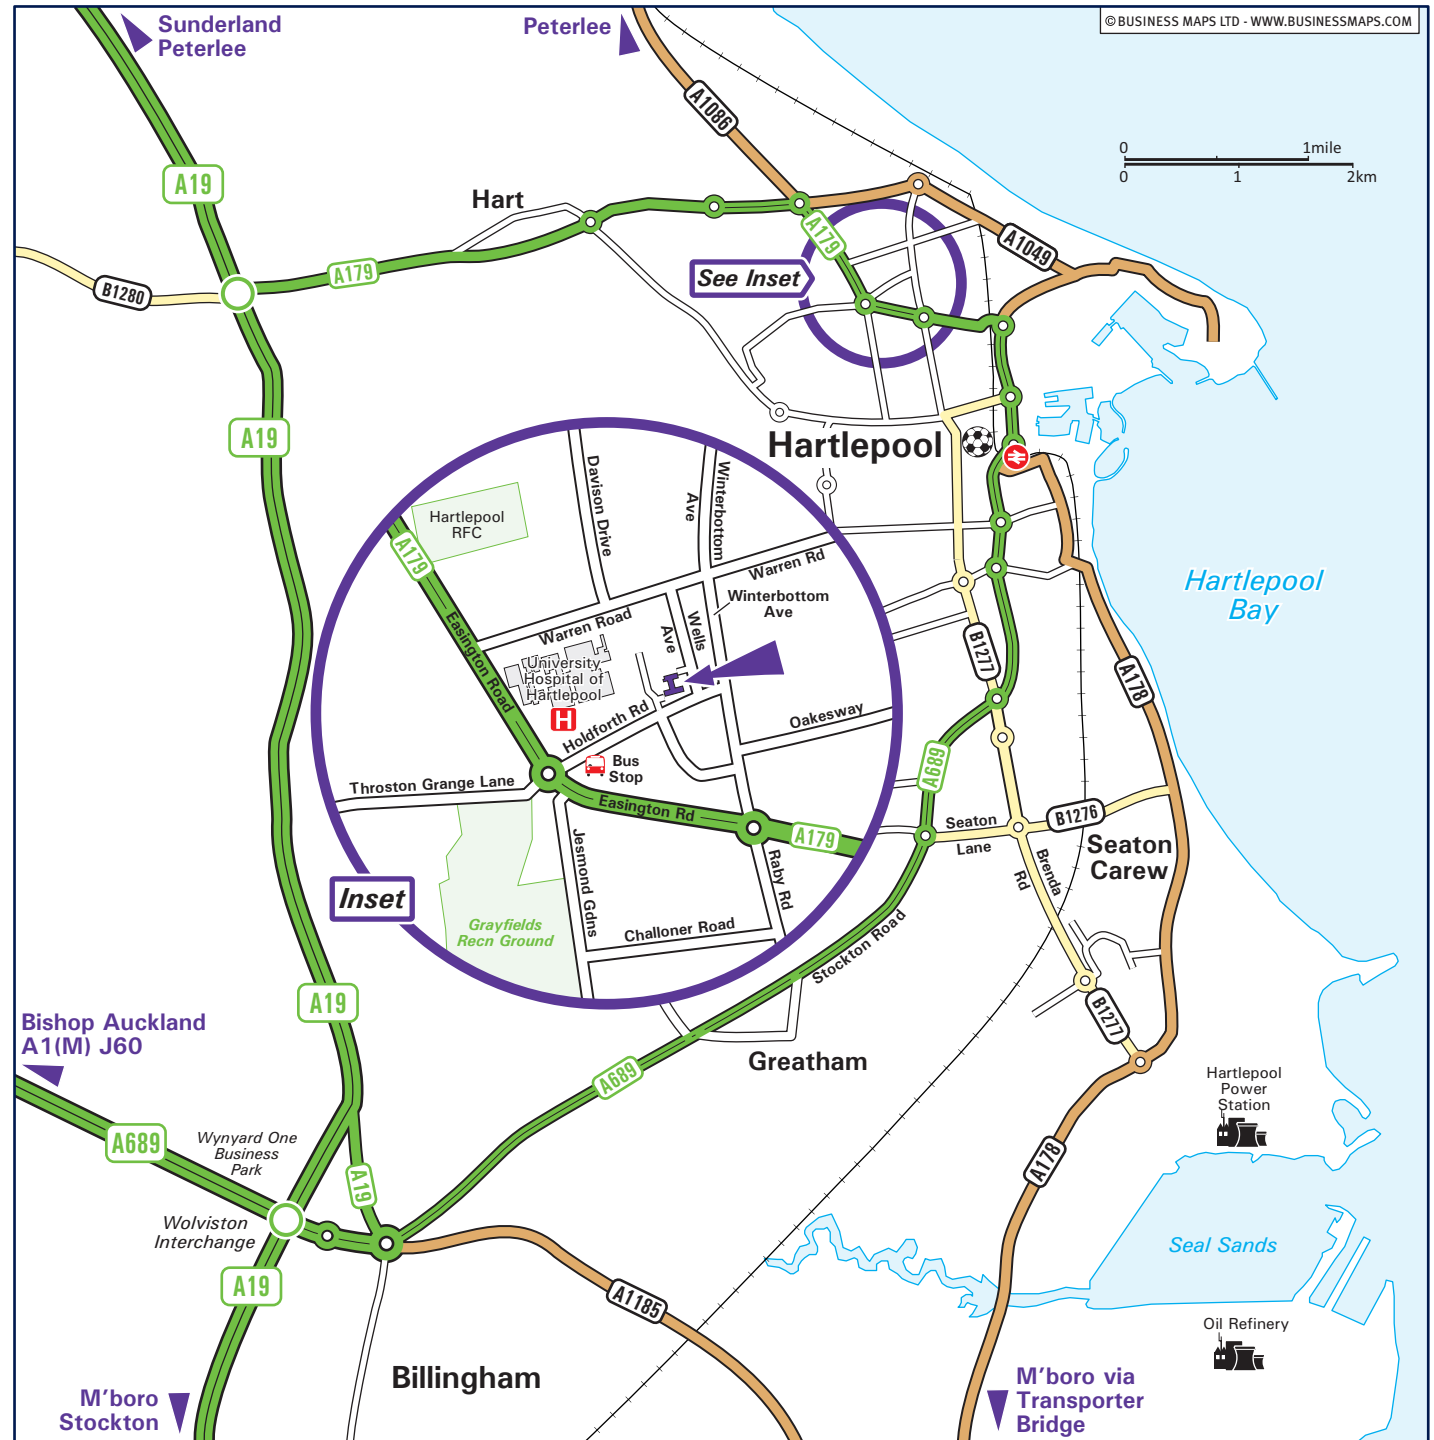 ©BUSINESS MAPS LTD - WWW.BUSINESSMAPS.COM
Sunderland
Peterlee
Peterlee
A1086
0
1mile
0
1
2km
A19
Hart
A179
A1049
A179
B1280
See Inset
A19
Hartlepool
Hartlepool
Bay
Davison Drive
Ave
Winterbottom
Hartlepool
RFC
A179
Warren Rd
Winterbottom
Ave
Easington Road
Warren Road
Ave
Wells
University
Hospital of
Hartlepool
H
Holdforth Rd
Oakesway
Bus
Stop
Throston Grange Lane
Easington Rd
A179
Jesmond Gdns
Raby Rd
Inset
Grayfields
Recn Ground
Challoner Road
B1277
A178
A689
Seaton
Lane
B1276
Seaton
Carew
Brenda
Rd
Stockton Road
A19
Bishop Auckland
A1(M) J60
B1277
Greatham
A689
Hartlepool
Power
Station
A689
Wynyard One
Business
Park
A19
A178
Wolviston
Interchange
Seal Sands
A19
A1185
Oil Refinery
Billingham
M'boro
Stockton
M'boro via
Transporter
Bridge